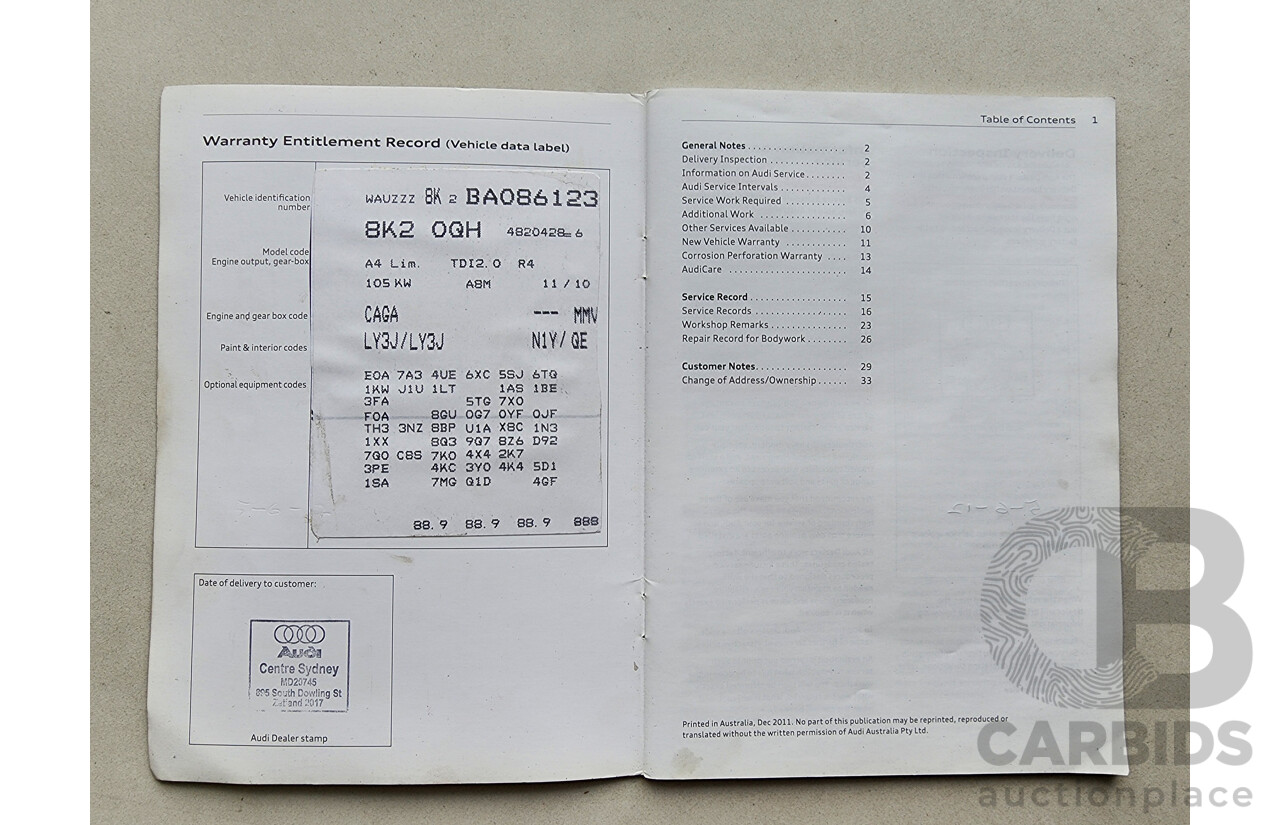 Warranty Entitlement Record (Vehicle data label)
Vehicle identification
number
WAUZZZ 8K 2 BA086123
8K2 0QH 4820428 6
Model code
Engine output, gear-box
A4 Lim. TDI2.0 R4
105 KW A8M 11 / 10
Engine and gear box code
CAGA --- MMV
Paint & interior codes
LY3J/LY3J N1Y/ QE
Optional equipment codes
E0A 7A3 4UE 6XC 5SJ 6TQ
1KW J1U 1LT 1AS 1BE
3FA 5TG 7X0
F0A 8GU 0G7 0YF 0JF
TH3 3NZ 8BP U1A X8C 1N3
1XX 8Q3 9Q7 8Z6 D92
7Q0 C8S 7K0 4X4 2K7
3PE 4KC 3Y0 4K4 5D1
1SA 7MG Q1D 4GF
88. 9 88. 9 88. 9 888
Date of delivery to customer:
Audi
Centre Sydney
MD20745
895 South Dowling St
Zetland 2017
Audi Dealer stamp
Table of Contents 1
General Notes . . . . . . . . . . . . . . . . . . . 2
Delivery Inspection . . . . . . . . . . . . . . . 2
Information on Audi Service . . . . . . . . 2
Audi Service Intervals . . . . . . . . . . . . . 4
Service Work Required . . . . . . . . . . . . 5
Additional Work . . . . . . . . . . . . . . . . . 6
Other Services Available . . . . . . . . . . . 10
New Vehicle Warranty . . . . . . . . . . . . 11
Corrosion Perforation Warranty . . . . 13
AudiCare . . . . . . . . . . . . . . . . . . . . . . . 14
Service Record . . . . . . . . . . . . . . . . . . . 15
Service Records . . . . . . . . . . . . . . . . . . 16
Workshop Remarks . . . . . . . . . . . . . . . 23
Repair Record for Bodywork . . . . . . . . 26
Customer Notes . . . . . . . . . . . . . . . . . . 29
Change of Address/Ownership . . . . . . 33
Printed in Australia, Dec 2011. No part of this publication may be reprinted, reproduced or
translated without the written permission of Audi Australia Pty Ltd.
CB
CARBIDS
auctionplace